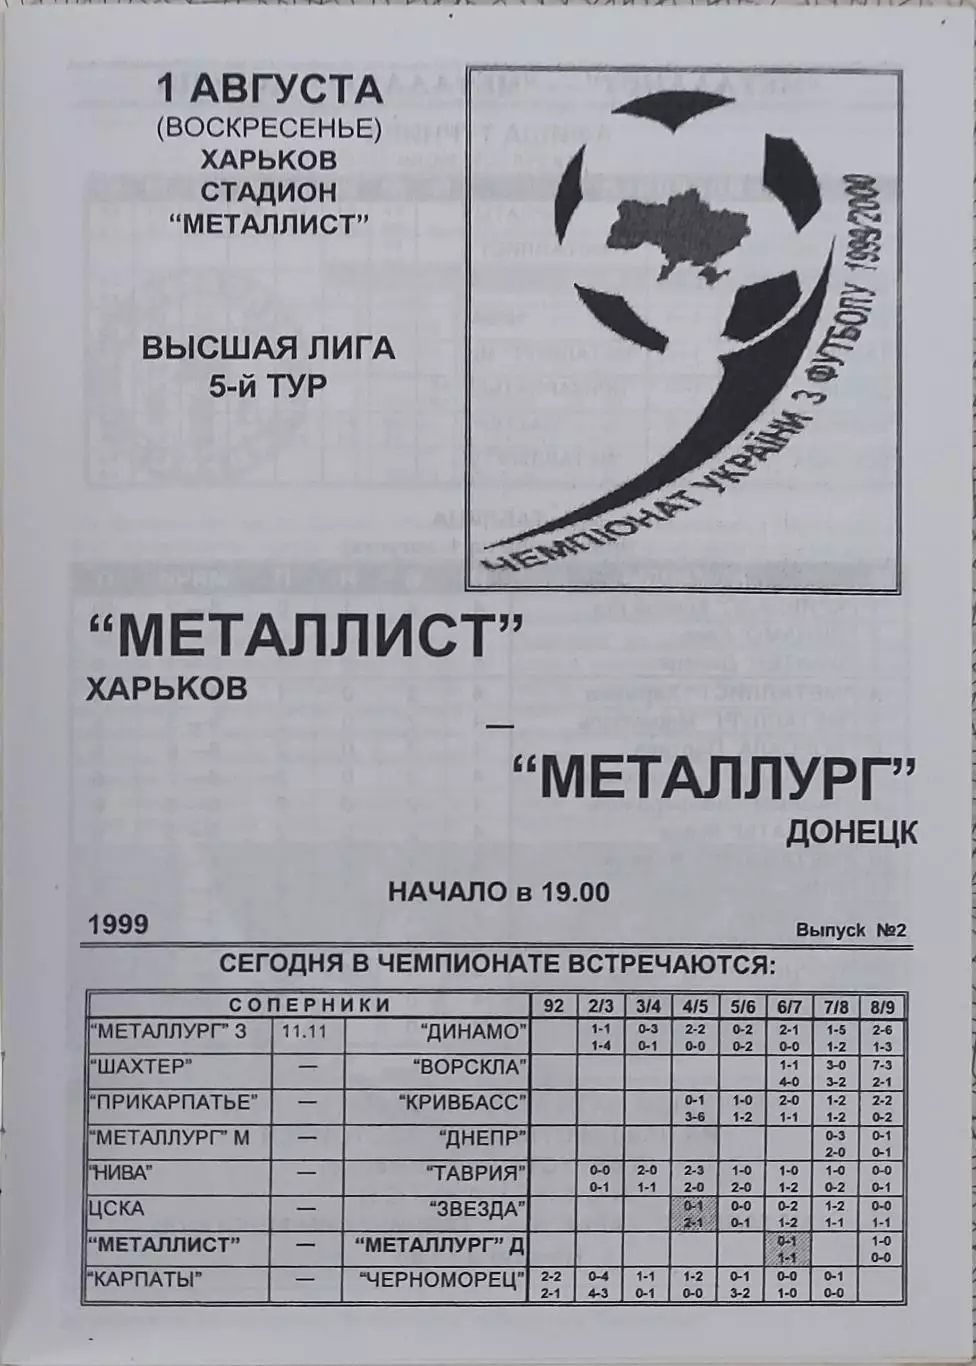 1 АВГУСТА
(ВОСКРЕСЕНЬЕ)
ХАРЬКОВ
СТАДИОН
“МЕТАЛЛИСТ”
ВЫСШАЯ ЛИГА
5-й ТУР
ЧЕМПІОНАТ УКРАЇНИ З ФУТБОЛУ 1999/2000
“МЕТАЛЛИСТ”
ХАРЬКОВ
—
“МЕТАЛЛУРГ”
ДОНЕЦК
НАЧАЛО в 19.00
1999 Выпуск №2
СЕГОДНЯ В ЧЕМПИОНАТЕ ВСТРЕЧАЮТСЯ:
СОПЕРНИКИ 92 2/3 3/4 4/5 5/6 6/7 7/8 8/9
“МЕТАЛЛУРГ” З 11.11 “ДИНАМО” 1-1 0-3 2-2 0-2 2-1 1-5 2-6
1-4 0-1 0-0 0-2 0-0 1-2 1-3
“ШАХТЕР” — “ВОРСКЛА” 1-1 3-0 7-3
4-0 3-2 2-1
“ПРИКАРПАТЬЕ” — “КРИВБАСС” 0-1 1-0 2-0 1-2 2-2
3-6 1-2 1-1 1-2 0-2
“МЕТАЛЛУРГ” М — “ДНЕПР” 0-3 0-1
2-0 0-1
“НИВА” — “ТАВРИЯ” 0-0 2-0 2-3 1-0 1-0 1-0 0-0
0-1 1-1 2-0 2-0 1-2 0-2 0-1
ЦСКА — “ЗВЕЗДА” 0-1 0-0 0-2 1-2 0-0
2-1 0-1 1-2 1-1 1-1
“МЕТАЛЛИСТ” — “МЕТАЛЛУРГ” Д 0-1 1-0
1-1 0-0
“КАРПАТЫ” — “ЧЕРНОМОРЕЦ” 2-2 0-4 1-1 1-2 0-1 0-0 0-1
2-1 4-3 0-1 0-0 3-2 1-0 0-0